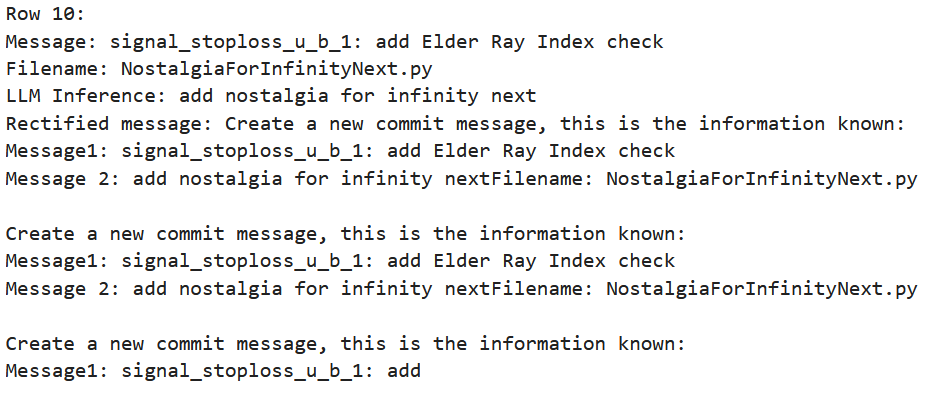 Row 10:
Message: signal_stoploss_u_b_1: add Elder Ray Index check
Filename: NostalgiaForInfinityNext.py
LLM Inference: add nostalgia for infinity next
Rectified message: Create a new commit message, this is the information known:
Message1: signal_stoploss_u_b_1: add Elder Ray Index check
Message 2: add nostalgia for infinity nextFilename: NostalgiaForInfinityNext.py

Create a new commit message, this is the information known:
Message1: signal_stoploss_u_b_1: add Elder Ray Index check
Message 2: add nostalgia for infinity nextFilename: NostalgiaForInfinityNext.py

Create a new commit message, this is the information known:
Message1: signal_stoploss_u_b_1: add